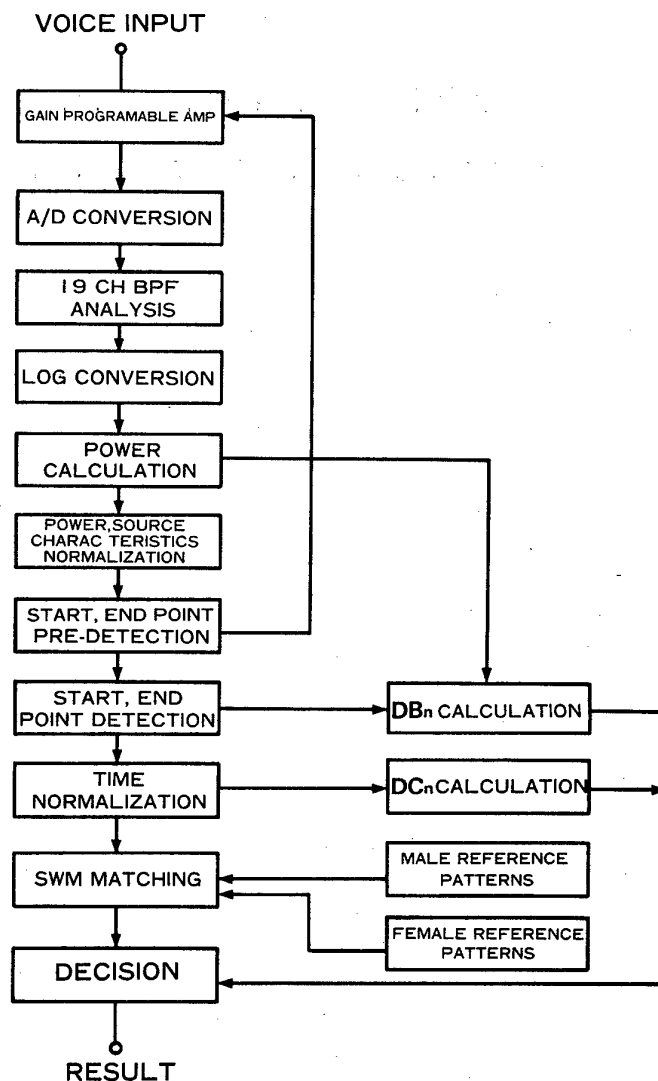 VOICE INPUT
GAIN PROGRAMABLE AMP
A/D CONVERSION
19 CH BPF
ANALYSIS
LOG CONVERSION
POWER
CALCULATION
POWER,SOURCE
CHARAC TERISTICS
NORMALIZATION
START, END POINT
PRE-DETECTION
START, END
POINT DETECTION
DBn CALCULATION
TIME
NORMALIZATION
DCn CALCULATION
SWM MATCHING
MALE REFERENCE
PATTERNS
FEMALE REFERENCE
PATTERNS
DECISION
RESULT